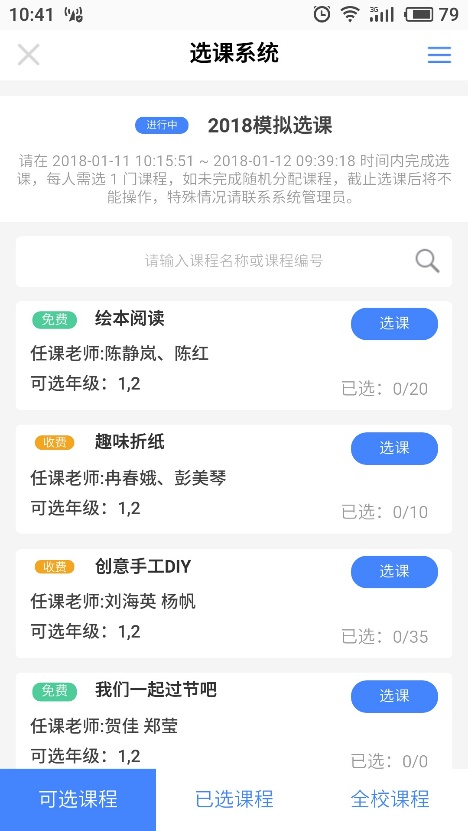 10:41
3G
79
选课系统
进行中 2018模拟选课
请在 2018-01-11 10:15:51 ~ 2018-01-12 09:39:18 时间内完成选
课，每人需选 1 门课程，如未完成随机分配课程，截止选课后将不
能操作，特殊情况请联系系统管理员。
请输入课程名称或课程编号
免费 绘本阅读 选课
任课老师:陈静岚、陈红
可选年级：1,2
已选：0/20
收费 趣味折纸 选课
任课老师:冉春娥、彭美琴
可选年级：1,2
已选：0/10
收费 创意手工DIY 选课
任课老师:刘海英 杨帆
可选年级：1,2
已选：0/35
免费 我们一起过节吧 选课
任课老师:贺佳 郑莹
可选年级：1,2
已选：0/0
可选课程 已选课程 全校课程